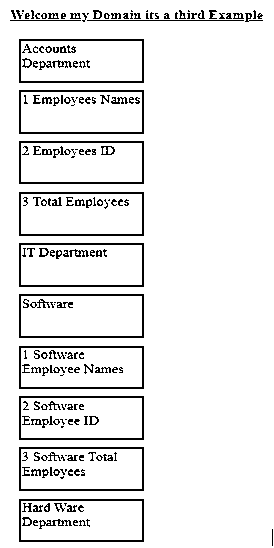 Welcome my Domain its a third Example
Accounts
Department
1 Employees Names
2 Employees ID
3 Total Employees
IT Department
Software
1 Software
Employee Names
2 Software
Employee ID
3 Software Total
Employees
Hard Ware
Department